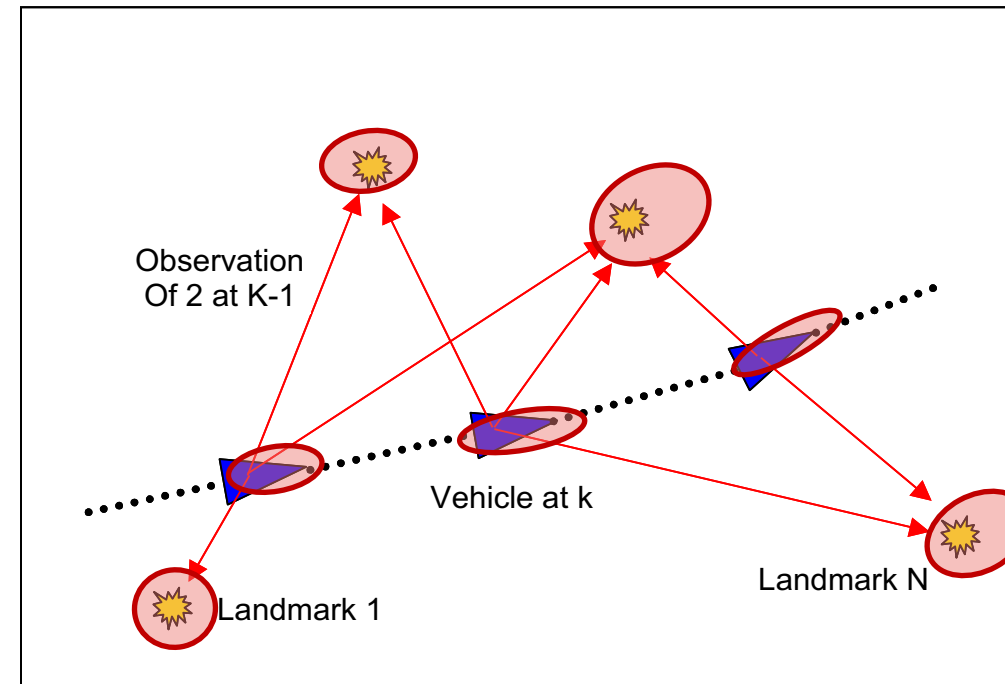 Observation
Of 2 at K-1
Vehicle at k
Landmark N
Landmark 1